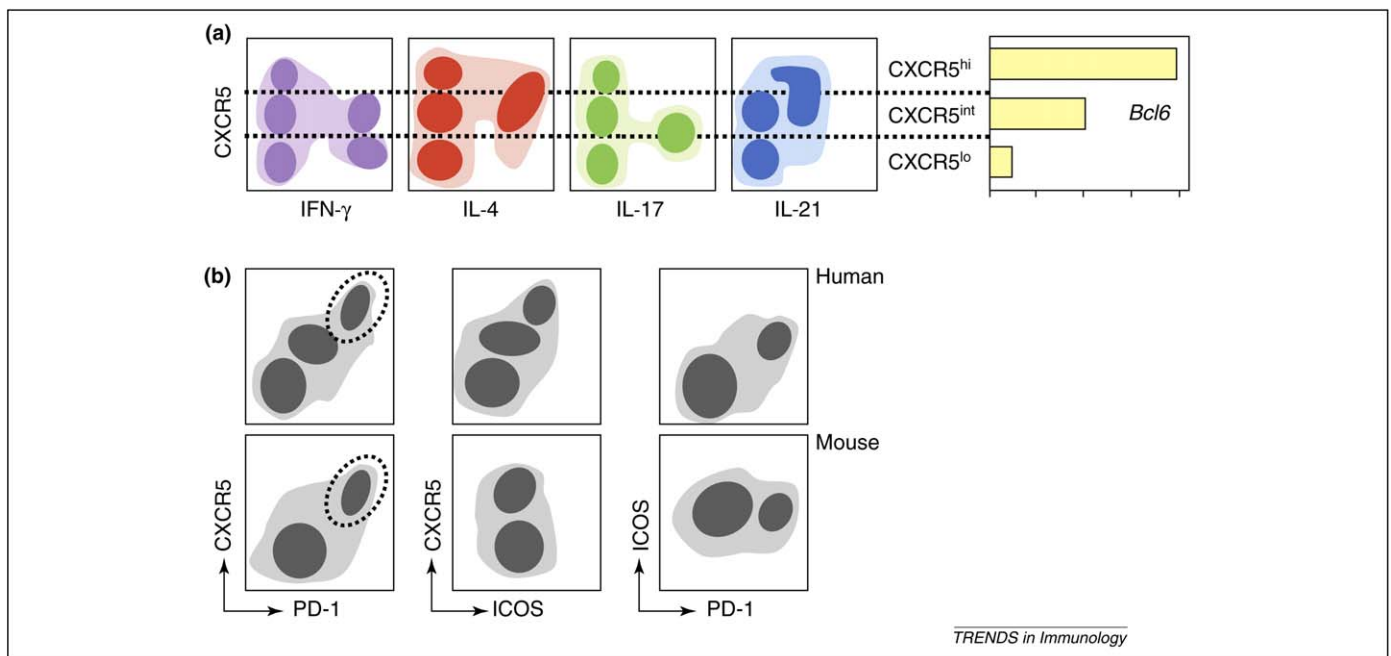 (a)
CXCR5
IFN-γ
IL-4
IL-17
IL-21
CXCR5hi
CXCR5int
CXCR5lo
Bcl6
(b)
Human
Mouse
CXCR5
PD-1
CXCR5
ICOS
ICOS
PD-1
TRENDS in Immunology